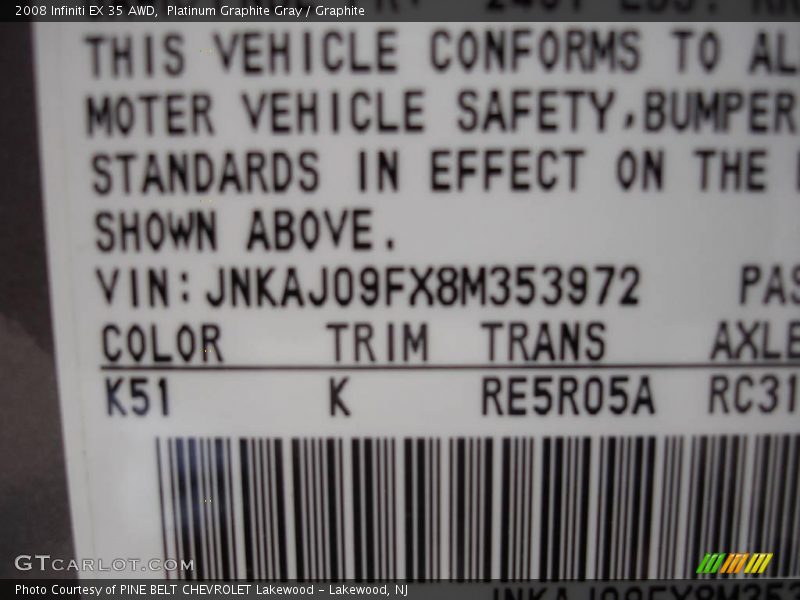 2008 Infiniti EX 35 AWD, Platinum Graphite Gray / Graphite
THIS VEHICLE CONFORMS TO AL
MOTER VEHICLE SAFETY,BUMPER
STANDARDS IN EFFECT ON THE
SHOWN ABOVE.
VIN:JNKAJ09FX8M353972 PAS
COLOR TRIM TRANS AXLE
K51 K RE5R05A RC31
GTCARLOT.COM
Photo Courtesy of PINE BELT CHEVROLET Lakewood - Lakewood, NJ